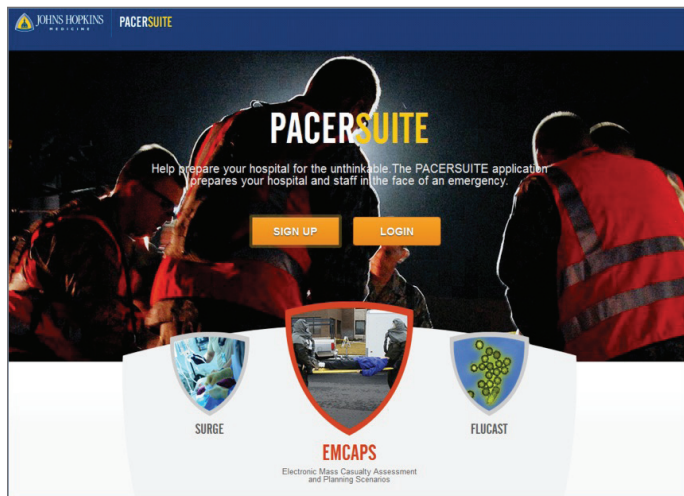 JOHNS HOPKINS
MEDICINE
PACERSUITE
PACERSUITE
Help prepare your hospital for the unthinkable.The PACERSUITE application
prepares your hospital and staff in the face of an emergency.
SIGN UP
LOGIN
SURGE
FLUCAST
EMCAPS
Electronic Mass Casualty Assessment
and Planning Scenarios